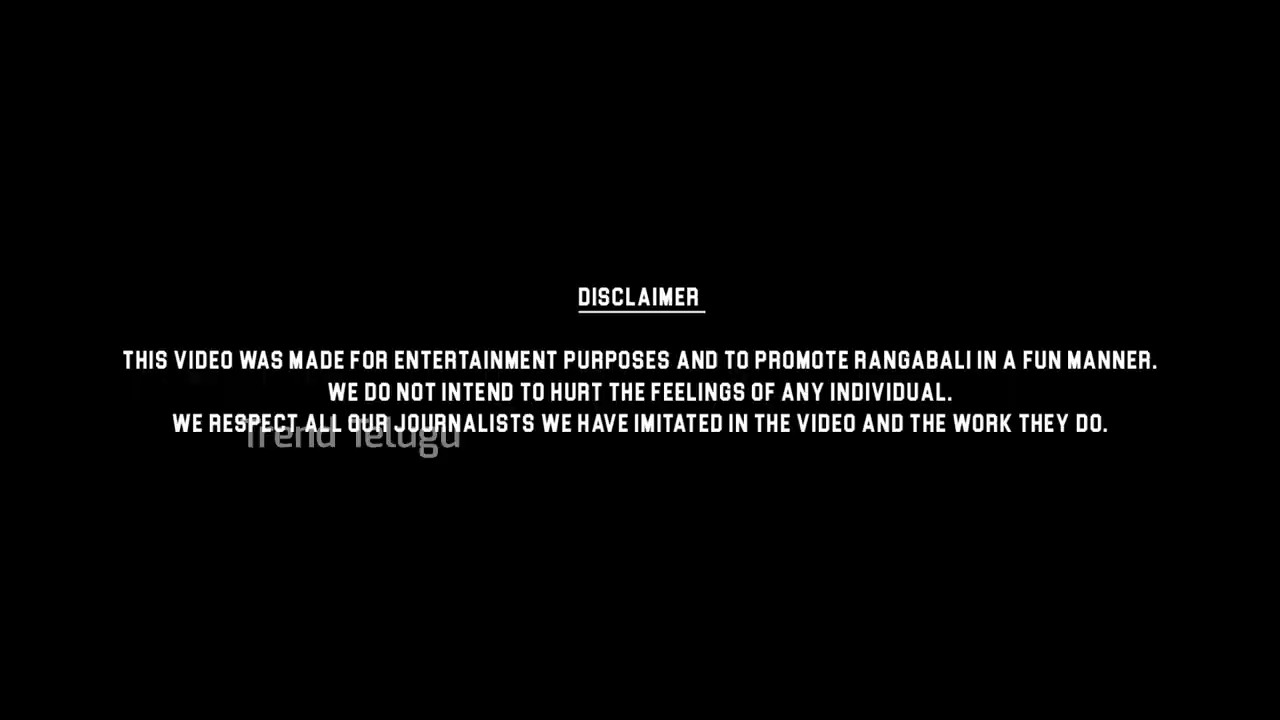 DISCLAIMER
THIS VIDEO WAS MADE FOR ENTERTAINMENT PURPOSES AND TO PROMOTE RANGABALI IN A FUN MANNER.
WE DO NOT INTEND TO HURT THE FEELINGS OF ANY INDIVIDUAL.
WE RESPECT ALL OUR JOURNALISTS WE HAVE IMITATED IN THE VIDEO AND THE WORK THEY DO.
Trend Telugu